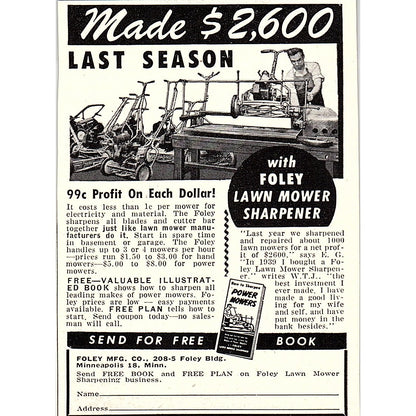 Made $2,600
LAST SEASON
with
FOLEY
LAWN MOWER
SHARPENER
99c Profit On Each Dollar!
It costs less than 1c per mower for
electricity and material. The Foley
sharpens all blades and cutter bar
together just like lawn mower manu-
facturers do it. Start in spare time
in basement or garage. The Foley
handles up to 3 or 4 mowers per hour
—prices run $1.50 to $3.00 for hand
mowers—$5.00 to $8.00 for power
mowers.
FREE—VALUABLE ILLUSTRAT-
ED BOOK shows how to sharpen all
leading makes of power mowers. Fo-
ley prices are low — easy payments
available. FREE PLAN tells how to
start. Send coupon today—no sales-
man will call.
"Last year we sharpened
and repaired about 1000
lawn mowers for a net prof-
it of $2600," says E. G.
"In 1939 I bought a Fo-
ley Lawn Mower Sharpen-
er." writes W.T.J., "the
best investment I
ever made, I have
made a good liv-
ing for my wife
and self, and have
put money in the
bank besides."
How to Sharpen
POWER
MOWERS
SEND FOR FREE BOOK
FOLEY MFG. CO., 208-5 Foley Bldg.
Minneapolis 18, Minn.
Send FREE BOOK and FREE PLAN on Foley Lawn Mower
Sharpening business.
Name
Address